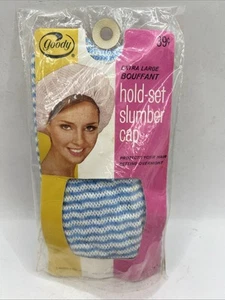 goody
39¢
EXTRA LARGE
BOUFFANT
hold-set
slumber
cap